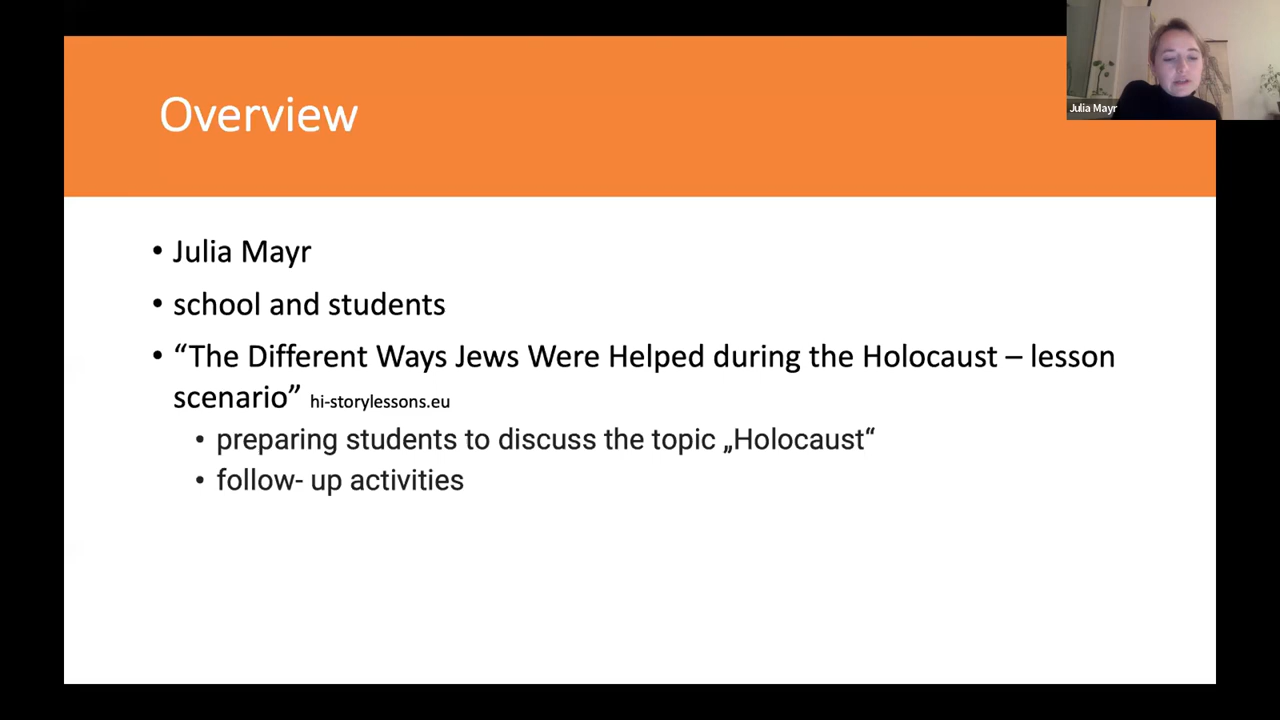 Overview
Julia Mayr
• Julia Mayr
• school and students
• “The Different Ways Jews Were Helped during the Holocaust – lesson
scenario” hi-storylessons.eu
• preparing students to discuss the topic „Holocaust“
• follow- up activities